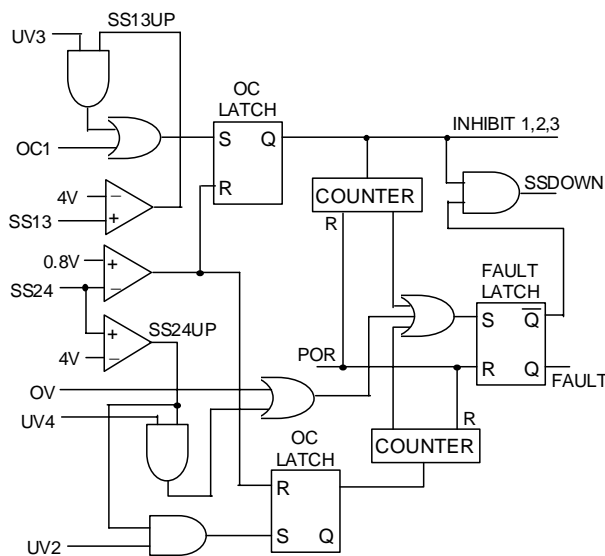 SS13UP
UV3
OC
LATCH
S Q
INHIBIT 1,2,3
OC1
R
SSDOWN
4V
−
+
SS13
COUNTER
R
0.8V
+
−
SS24
FAULT
LATCH
S Q
SS24UP
+
−
4V
POR
R Q
FAULT
OV
UV4
R
COUNTER
OC
LATCH
R
UV2
S Q